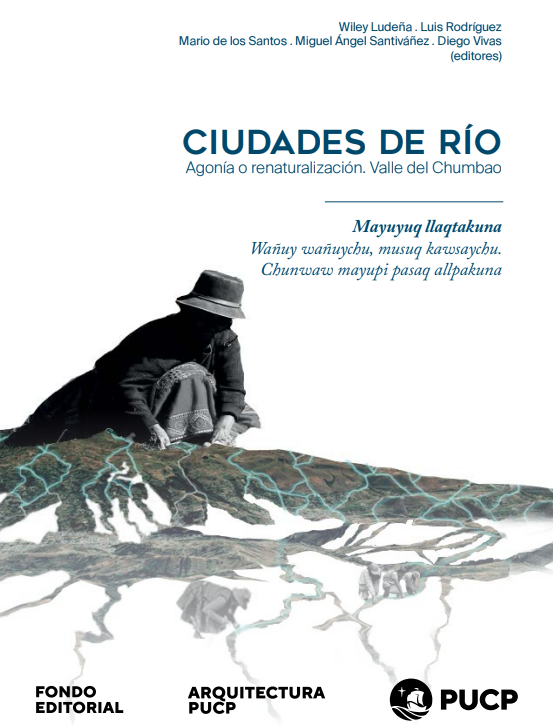 Wiley Ludeña . Luis Rodríguez
Mario de los Santos . Miguel Ángel Santiváñez . Diego Vivas
(editores)
CIUDADES DE RÍO
Agonía o renaturalización. Valle del Chumbao
Mayuyuq llaqtakuna
Wañuy wañuychu, musuq kawsaychu.
Chunwaw mayupi pasaq allpakuna
FONDO
EDITORIAL
ARQUITECTURA
PUCP
PUCP